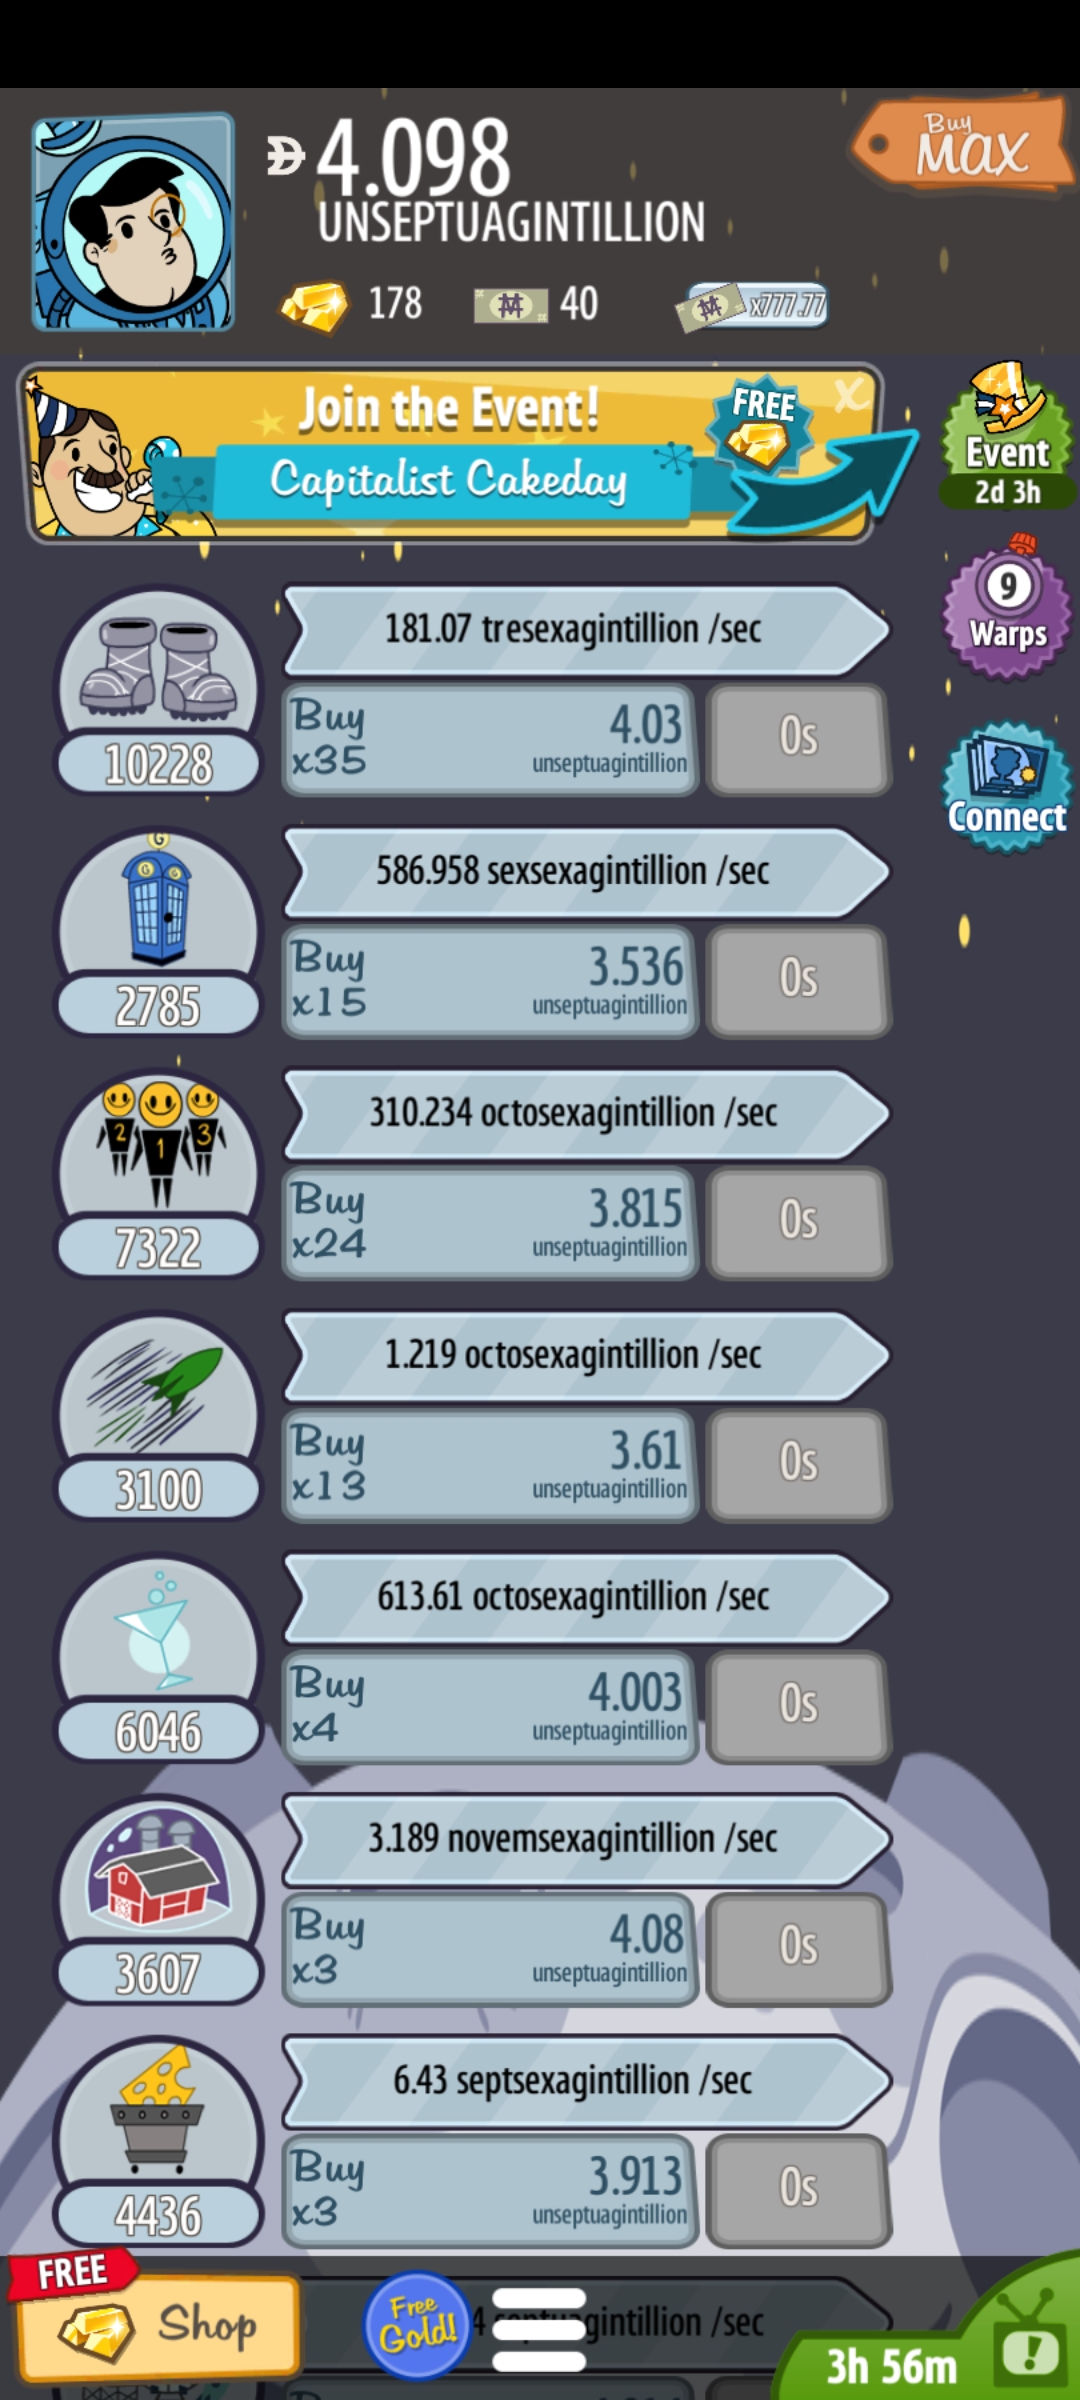 4.098
Buy
MAX
UNSEPTUAGINTILLION
178
40
x777.77
Join the Event!
FREE
X
Capitalist Cakeday
Event
2d 3h
9
Warps
Connect
181.07 tresexagintillion /sec
10228
Buy
x35
4.03
unseptuagintillion
0s
G
G G
586.958 sexsexagintillion /sec
2785
Buy
x15
3.536
unseptuagintillion
0s
2 1 3
310.234 octosexagintillion /sec
7322
Buy
x24
3.815
unseptuagintillion
0s
1.219 octosexagintillion /sec
3100
Buy
x13
3.61
unseptuagintillion
0s
613.61 octosexagintillion /sec
6046
Buy
x4
4.003
unseptuagintillion
0s
3.189 novemsexagintillion /sec
3607
Buy
x3
4.08
unseptuagintillion
0s
6.43 septsexagintillion /sec
4436
Buy
x3
3.913
unseptuagintillion
0s
FREE
Shop
Free
Gold!
/sec
3h 56m
!